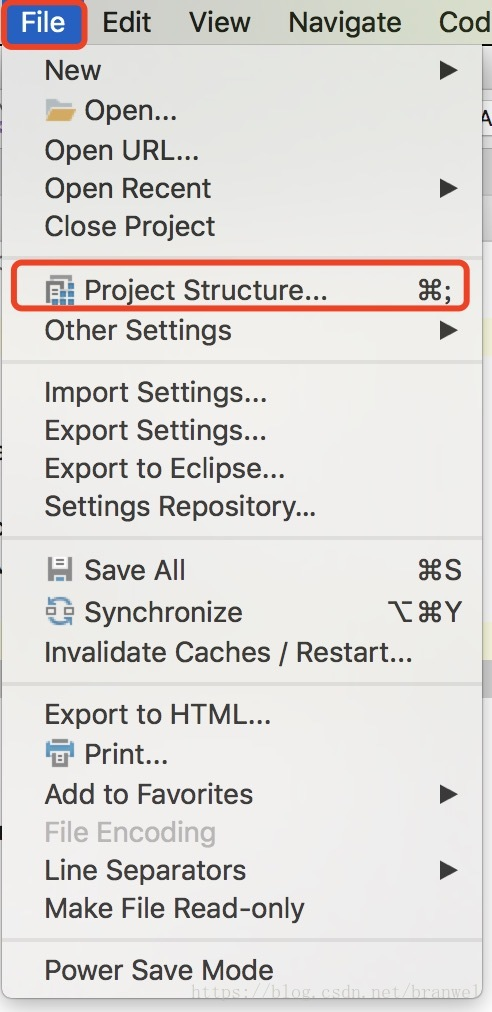 File Edit View Navigate Cod
New
Open...
Open URL...
Open Recent
Close Project
Project Structure... ⌘;
Other Settings
Import Settings...
Export Settings...
Export to Eclipse...
Settings Repository...
Save All ⌘S
Synchronize ⌥⌘Y
Invalidate Caches / Restart...
Export to HTML...
Print...
Add to Favorites
File Encoding
Line Separators
Make File Read-only
Power Save Mode
https://blog.csdn.net/branwel